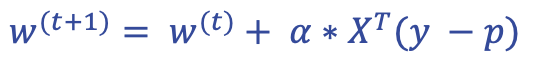 w^(t+1) = w^(t) + α * X^T(y − p)